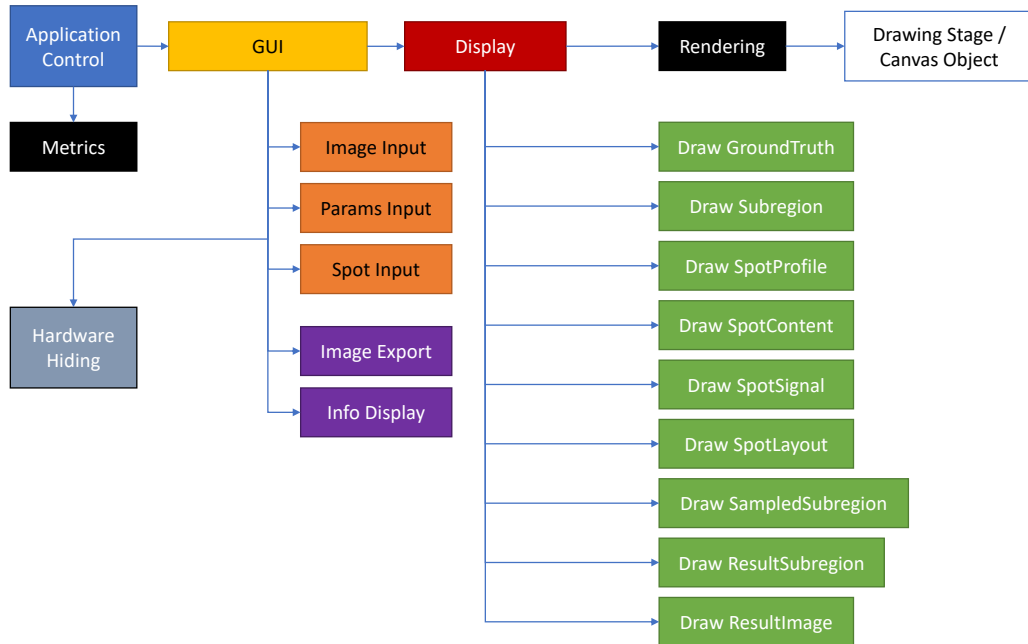 Application
Control
GUI
Display
Rendering
Drawing Stage /
Canvas Object
Metrics
Image Input
Params Input
Spot Input
Hardware
Hiding
Image Export
Info Display
Draw GroundTruth
Draw Subregion
Draw SpotProfile
Draw SpotContent
Draw SpotSignal
Draw SpotLayout
Draw SampledSubregion
Draw ResultSubregion
Draw ResultImage